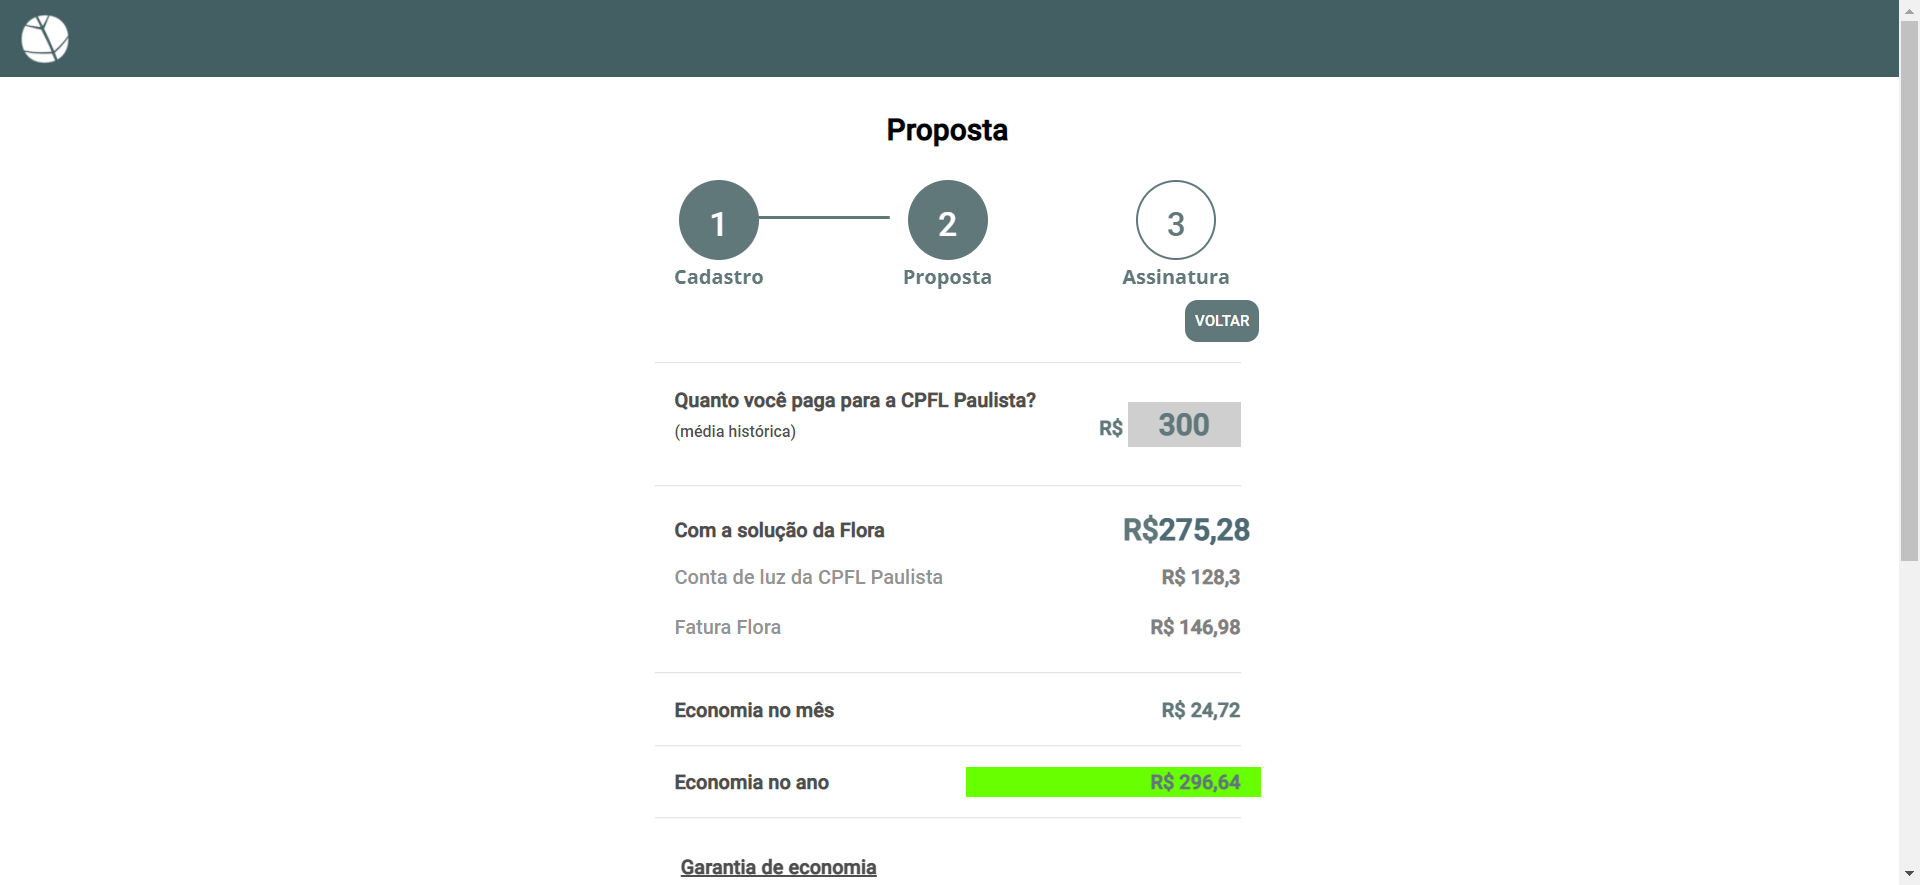 Proposta
1
2
3
Cadastro
Proposta
Assinatura
VOLTAR
Quanto você paga para a CPFL Paulista?
(média histórica)
R$ 300
Com a solução da Flora R$275,28
Conta de luz da CPFL Paulista R$ 128,3
Fatura Flora R$ 146,98
Economia no mês R$ 24,72
Economia no ano R$ 296,64
Garantia de economia